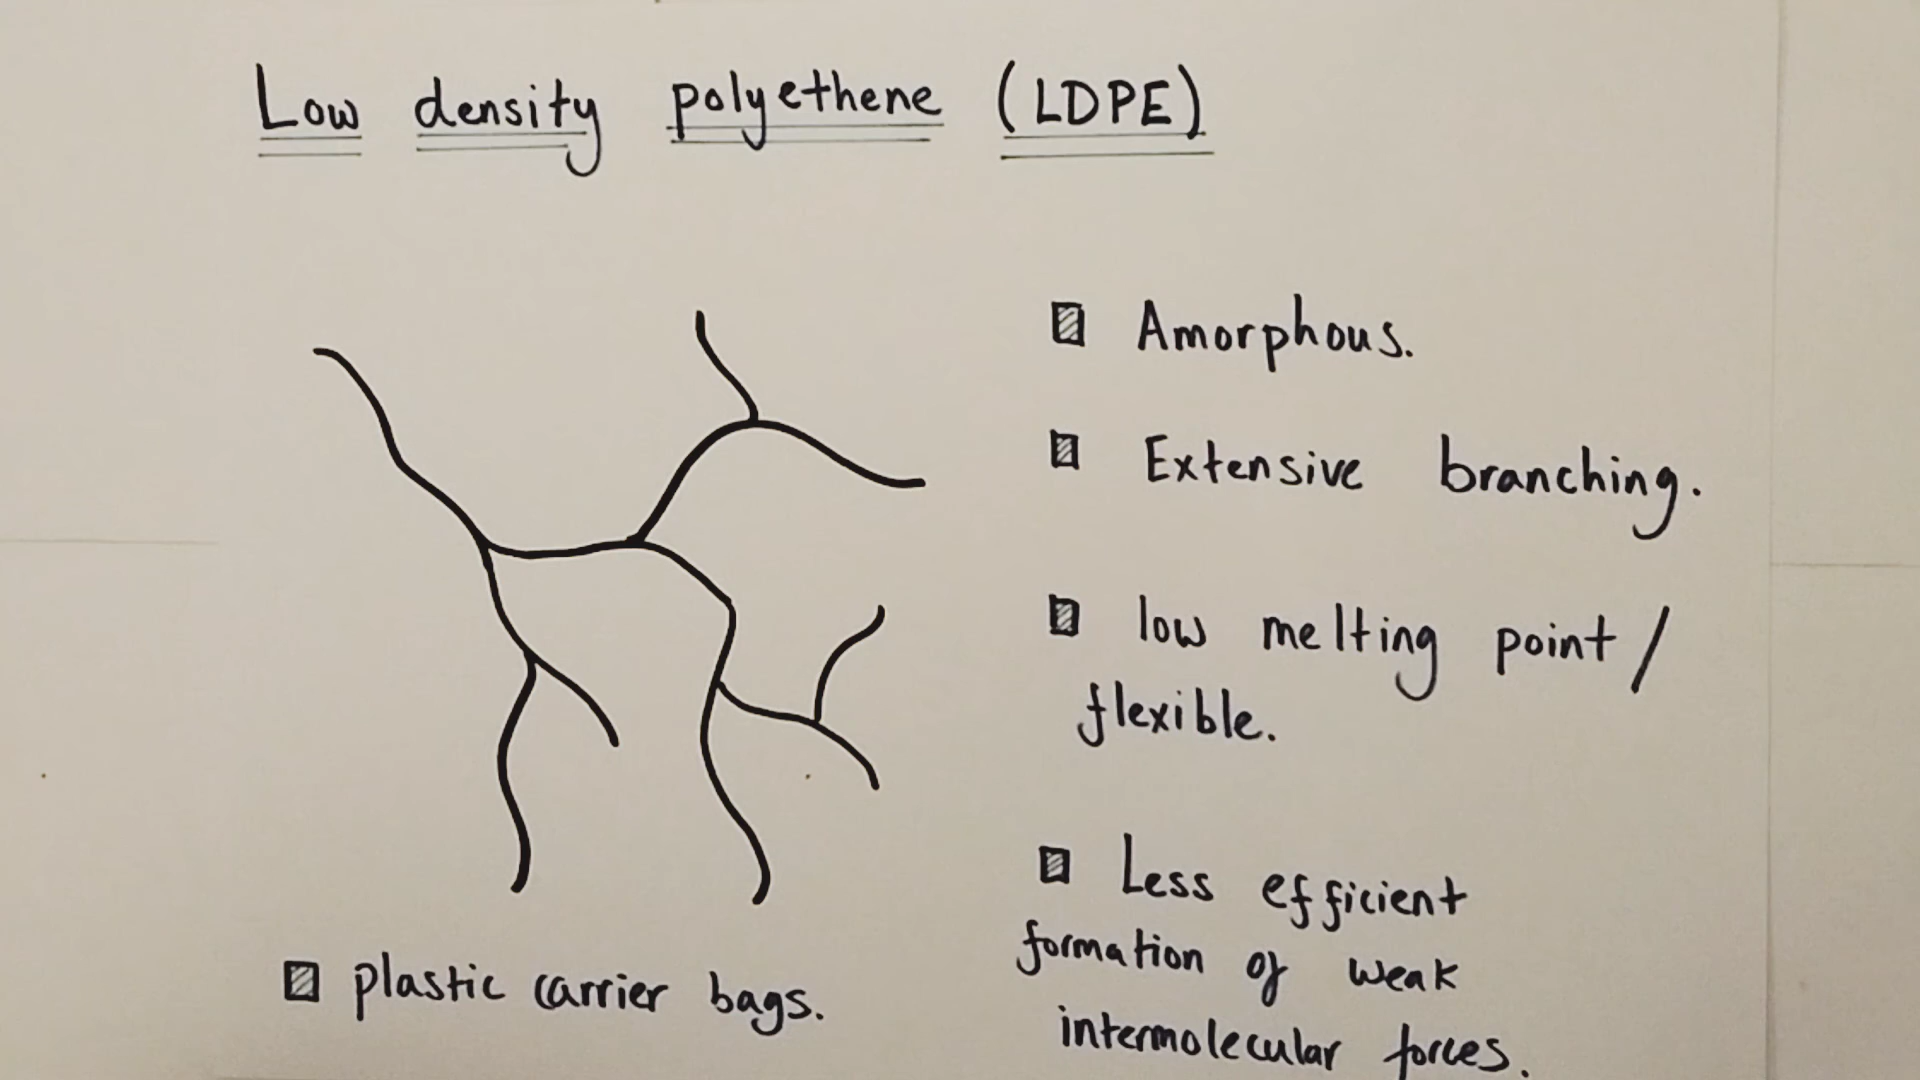 Low density polyethene (LDPE)
Amorphous.
Extensive branching.
low melting point /
flexible.
Less efficient
formation of weak
intermolecular forces.
plastic carrier bags.